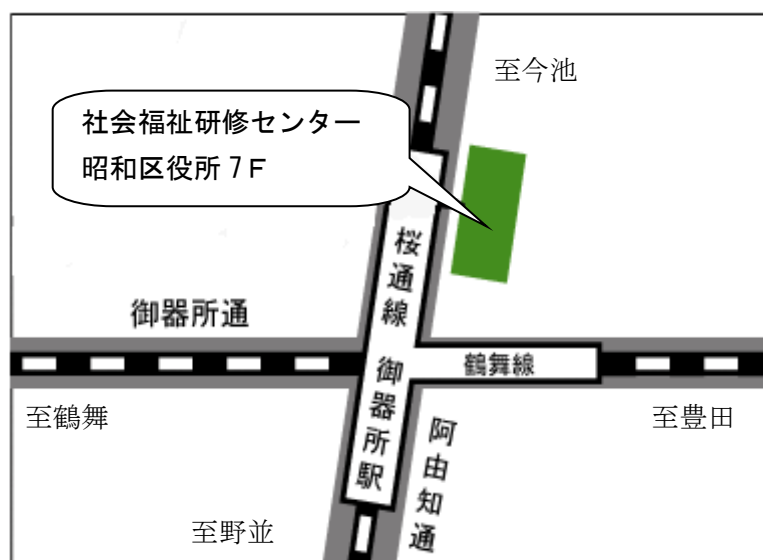 至今池
社会福祉研修センター
昭和区役所7F
桜通線
御器所通
鶴舞線
御器所駅
至鶴舞
阿由知通
至豊田
至野並